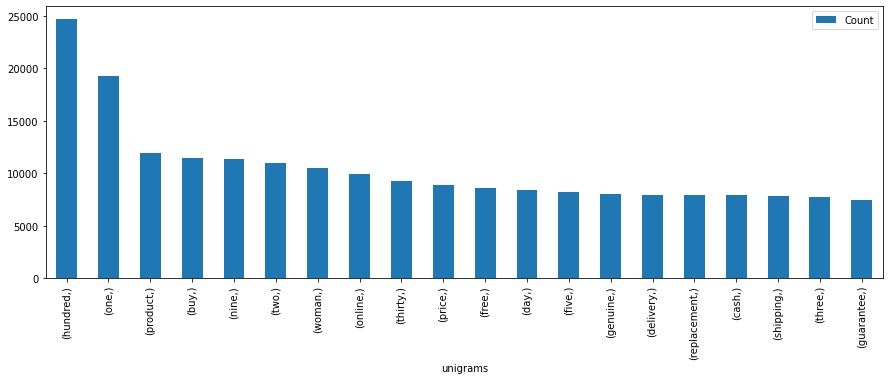 Count
25000
20000
15000
10000
5000
0
(hundred,)
(one,)
(product,)
(buy,)
(nine,)
(two,)
(woman,)
(online,)
(thirty,)
(price,)
(free,)
(day,)
(five,)
(genuine,)
(delivery,)
(replacement,)
(cash,)
(shipping,)
(three,)
(guarantee,)
unigrams